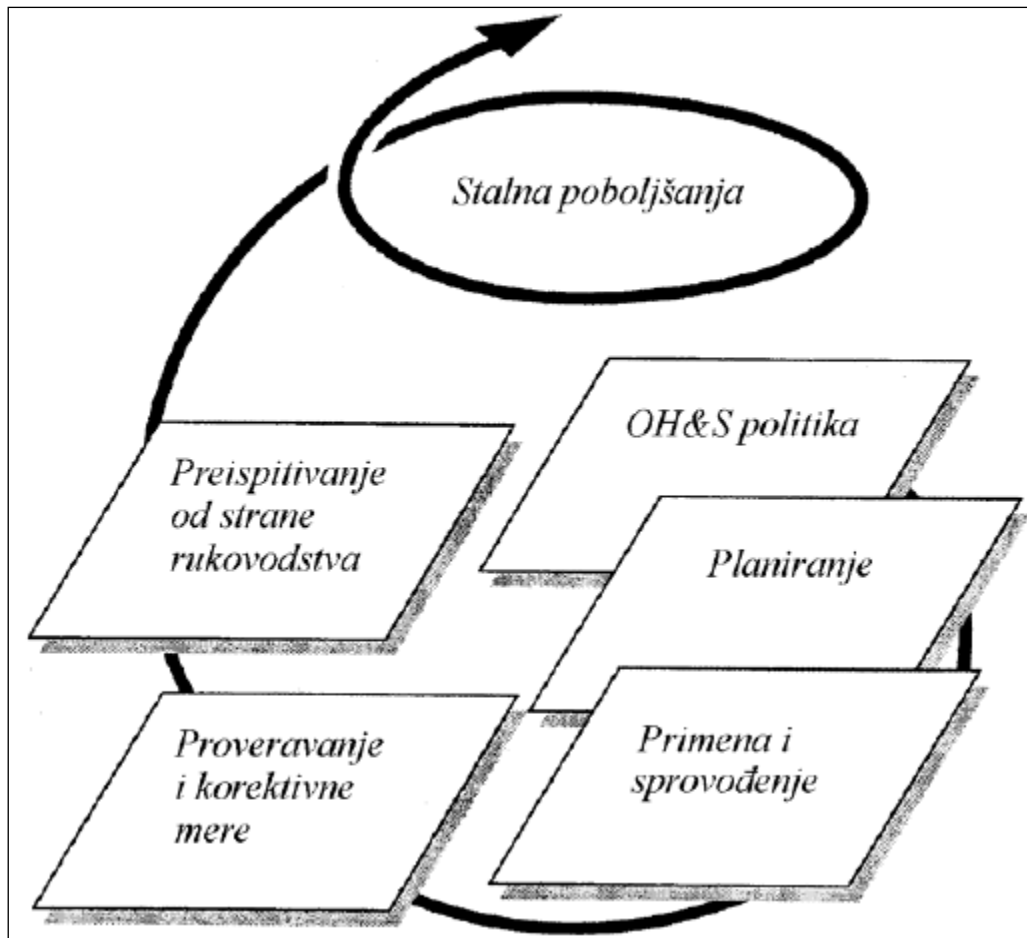 Stalna poboljšanja
OH&S politika
Planiranje
Primena i
sprovođenje
Proveravanje
i korektivne
mere
Preispitivanje
od strane
rukovodstva